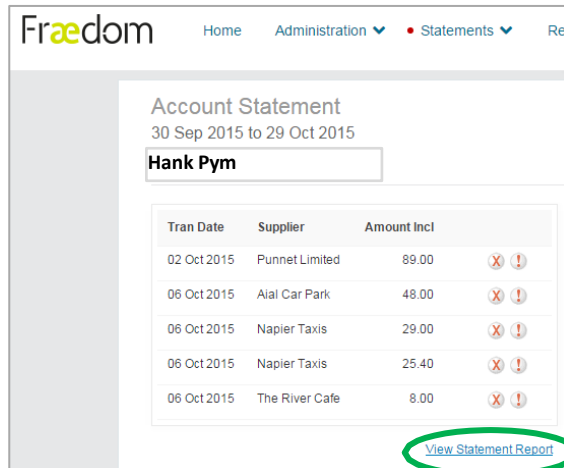 Frædom Home Administration Statements Re
Account Statement
30 Sep 2015 to 29 Oct 2015
Hank Pym
Tran Date Supplier Amount Incl
02 Oct 2015 Punnet Limited 89.00 X !
06 Oct 2015 Aial Car Park 48.00 X !
06 Oct 2015 Napier Taxis 29.00 X !
06 Oct 2015 Napier Taxis 25.40 X !
06 Oct 2015 The River Cafe 8.00 X !
View Statement Report